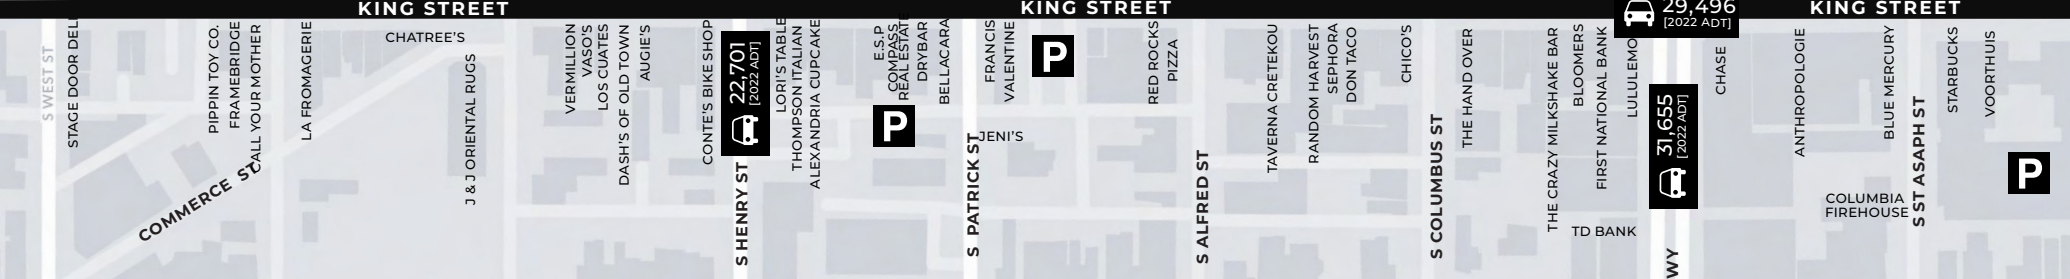 KING STREET
KING STREET
KING STREET
29,496
[2022 ADT]
S WEST ST
STAGE DOOR DELI
PIPPIN TOY CO.
FRAMEBRIDGE
CALL YOUR MOTHER
COMMERCE ST
LA FROMAGERIE
CHATREE'S
J & J ORIENTAL RUGS
VERMILLION
VASO'S
LOS CUATES
DASH'S OF OLD TOWN
AUGIE'S
CONTE'S BIKE SHOP
S HENRY ST
22,701
[2022 ADT]
LORI'S TABLE
THOMPSON ITALIAN
ALEXANDRIA CUPCAKE
E.S.P
COMPASS
REAL ESTATE
DRYBAR
BELLACARA
P
S PATRICK ST
FRANCIS
VALENTINE
JENI'S
P
RED ROCKS
PIZZA
S ALFRED ST
TAVERNA CRETEKOU
RANDOM HARVEST
SEPHORA
DON TACO
CHICO'S
S COLUMBUS ST
THE HAND OVER
THE CRAZY MILKSHAKE BAR
BLOOMERS
FIRST NATIONAL BANK
LULULEMO
TD BANK
31,655
[2022 ADT]
WY
CHASE
ANTHROPOLOGIE
BLUE MERCURY
COLUMBIA
FIREHOUSE
S ST ASAPH ST
STARBUCKS
VOORTHUIS
P